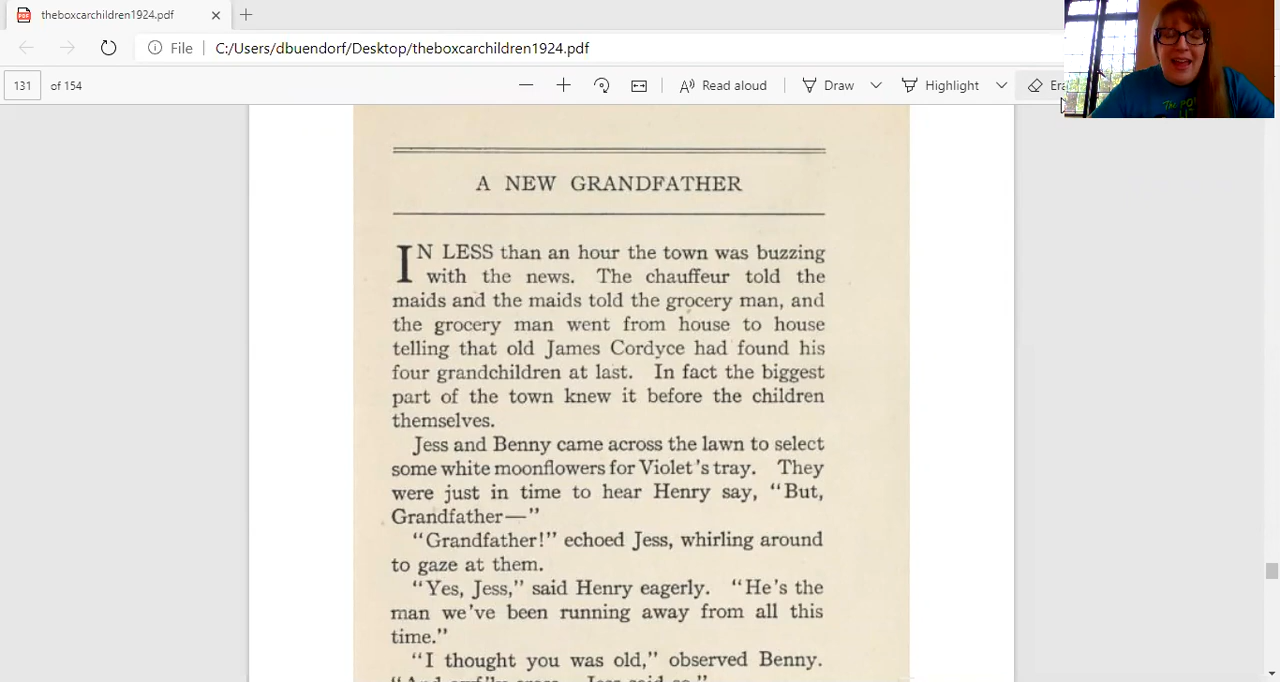 theboxcarchildren1924.pdf
File
C:/Users/dbuendorf/Desktop/theboxcarchildren1924.pdf
131 of 154
Read aloud
Draw
Highlight
A NEW GRANDFATHER
IN LESS than an hour the town was buzzing
with the news. The chauffeur told the
maids and the maids told the grocery man, and
the grocery man went from house to house
telling that old James Cordyce had found his
four grandchildren at last. In fact the biggest
part of the town knew it before the children
themselves.
Jess and Benny came across the lawn to select
some white moonflowers for Violet's tray. They
were just in time to hear Henry say, "But,
Grandfather—"
"Grandfather!" echoed Jess, whirling around
to gaze at them.
"Yes, Jess," said Henry eagerly. "He's the
man we've been running away from all this
time."
"I thought you was old," observed Benny.